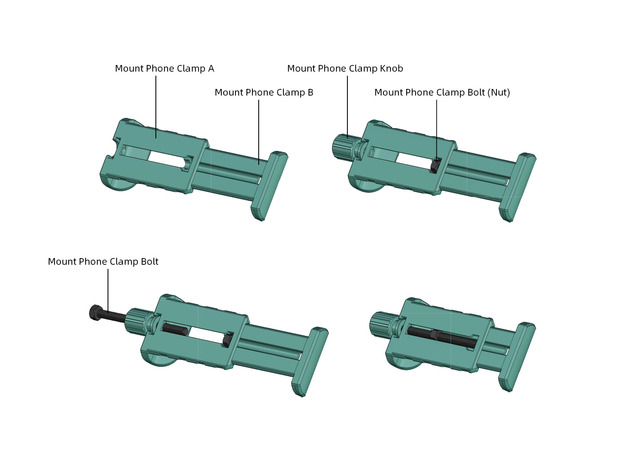 Mount Phone Clamp A
Mount Phone Clamp B
Mount Phone Clamp Knob
Mount Phone Clamp Bolt (Nut)
Mount Phone Clamp Bolt